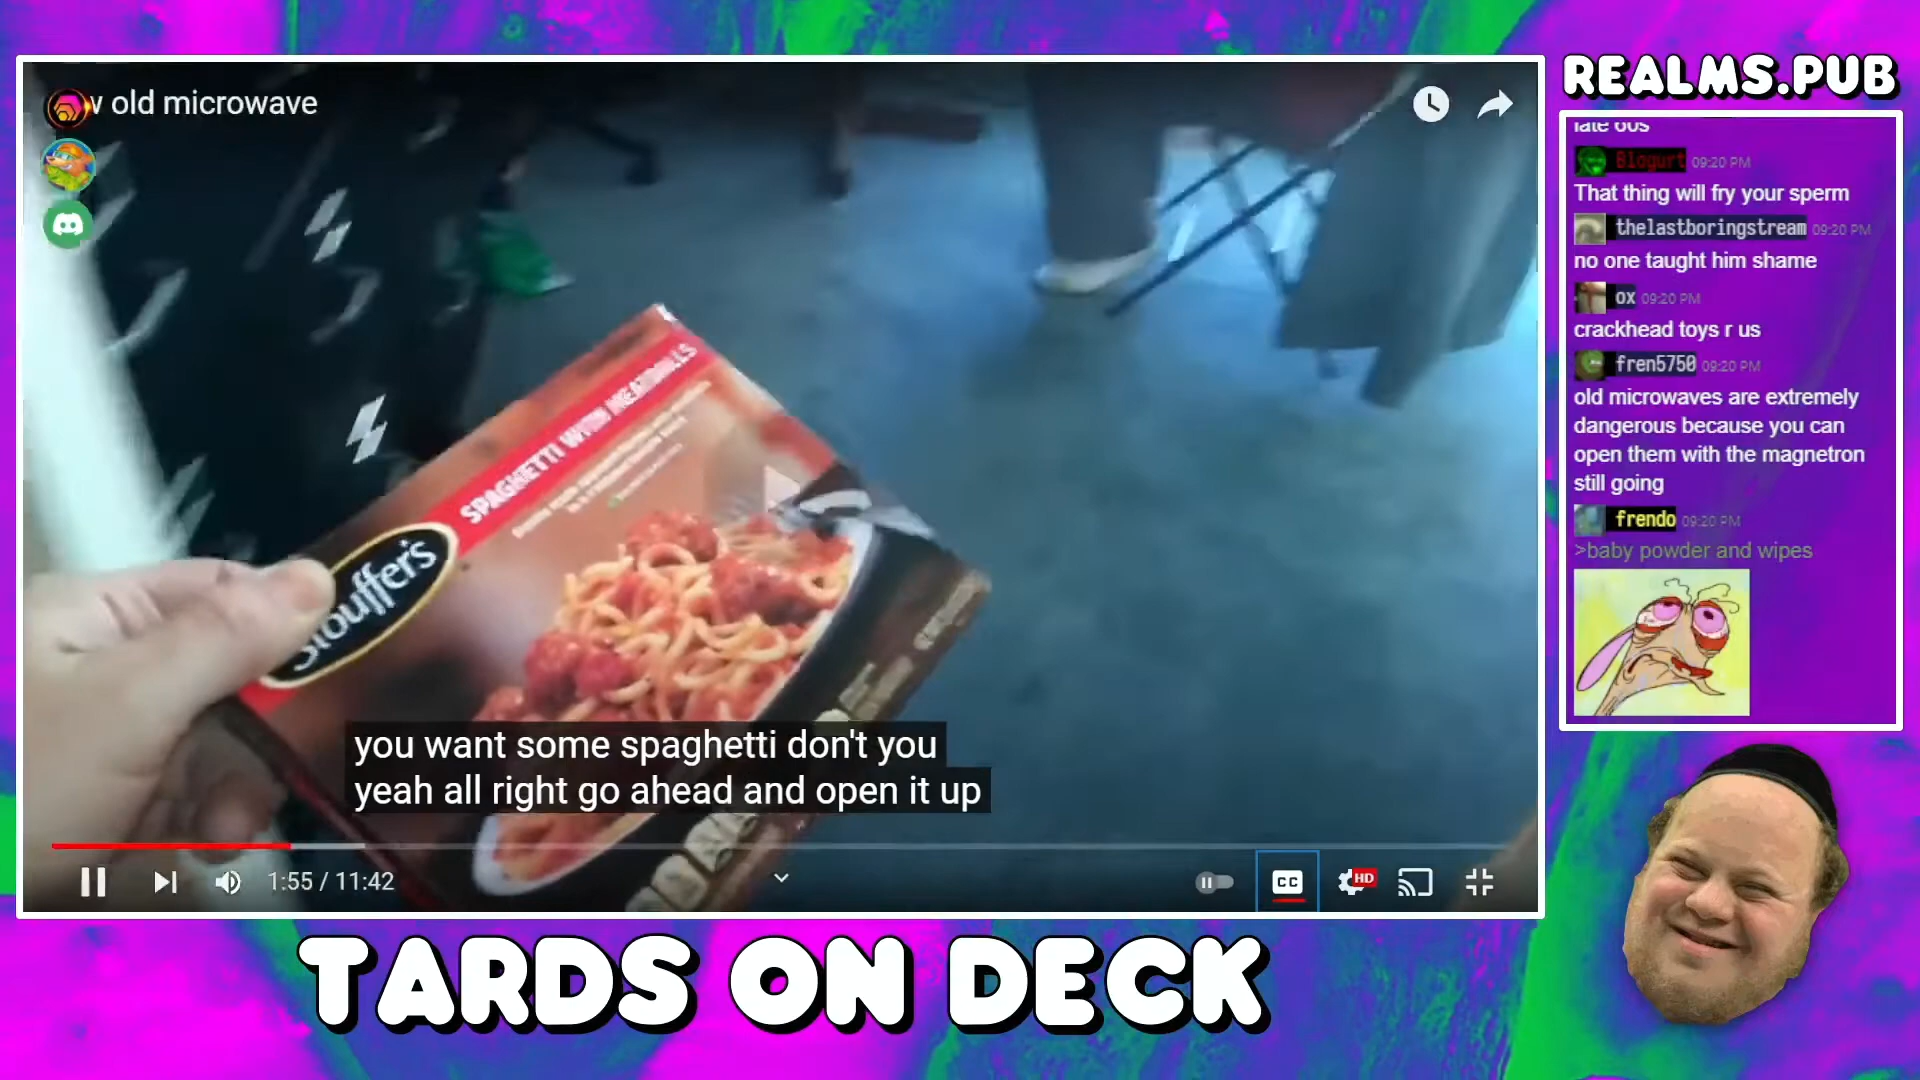 w old microwave
REALMS.PUB
late 60s
Blogurt 09:20 PM
That thing will fry your sperm
thelastboringstream 09:20 PM
no one taught him shame
ox 09:20 PM
crackhead toys r us
fren5750 09:20 PM
old microwaves are extremely
dangerous because you can
open them with the magnetron
still going
frendo 09:20 PM
>baby powder and wipes
SPAGHETTI WITH MEATBALLS
Stouffer's
you want some spaghetti don't you
yeah all right go ahead and open it up
1:55 / 11:42
CC
HD
TARDS ON DECK